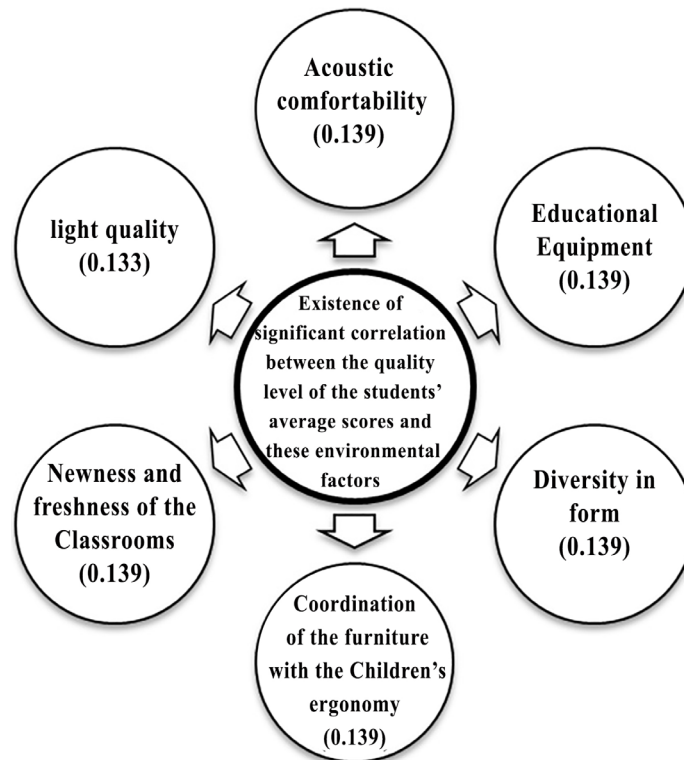 Acoustic
comfortability
(0.139)
light quality
(0.133)
Educational
Equipment
(0.139)
Existence of
significant correlation
between the quality
level of the students’
average scores and
these environmental
factors
Newness and
freshness of the
Classrooms
(0.139)
Diversity in
form
(0.139)
Coordination
of the furniture
with the Children’s
ergonomy
(0.139)